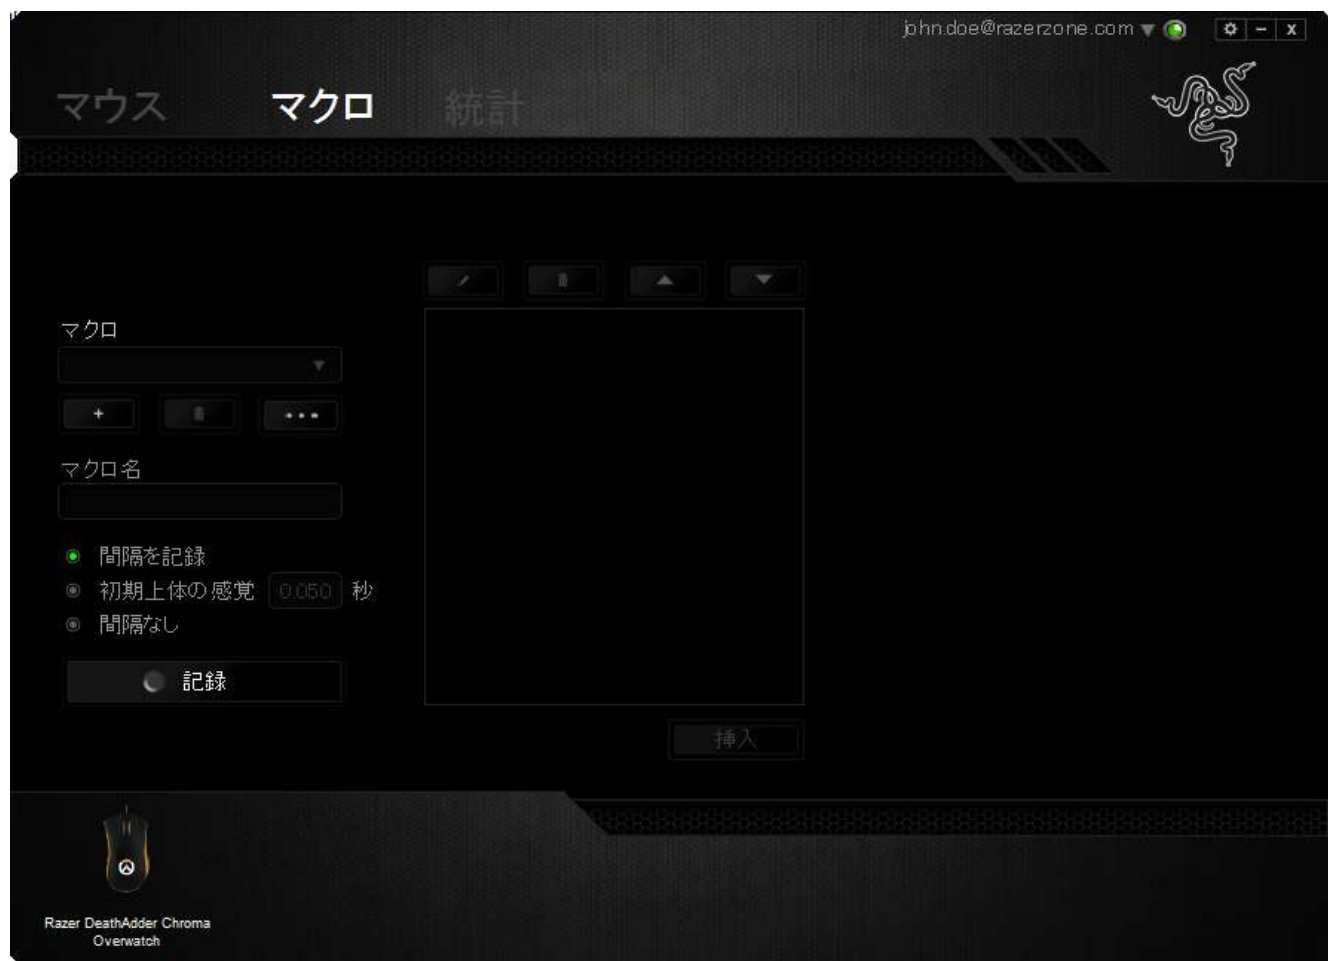 john.doe@razerzone.com
マウス マクロ 統計
マクロ
マクロ名
間隔を記録
初期上体の感覚 0.050 秒
間隔なし
記録
挿入
Razer DeathAdder Chroma
Overwatch